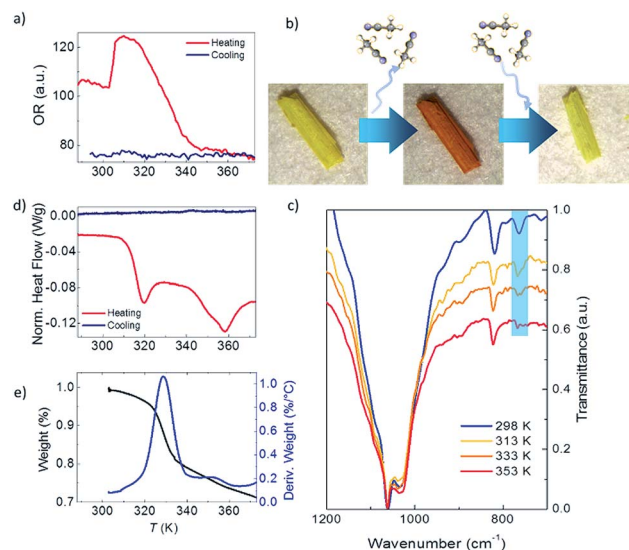 a)
120
100
80
OR (a.u.)
Heating
Cooling
300 320 340 360
b)
d)
0.00
-0.04
-0.08
-0.12
Norm. Heat Flow (W/g)
Heating
Cooling
300 320 340 360
e)
1.0
0.9
0.8
0.7
Weight (%)
1.0
0.8
0.6
0.4
0.2
0.0
Deriv. Weight (%/°C)
300 320 340 360
T (K)
c)
1.0
0.8
0.6
0.4
0.2
0
Transmittance (a.u.)
298 K
313 K
333 K
353 K
1200 1000 800
Wavenumber (cm⁻¹)